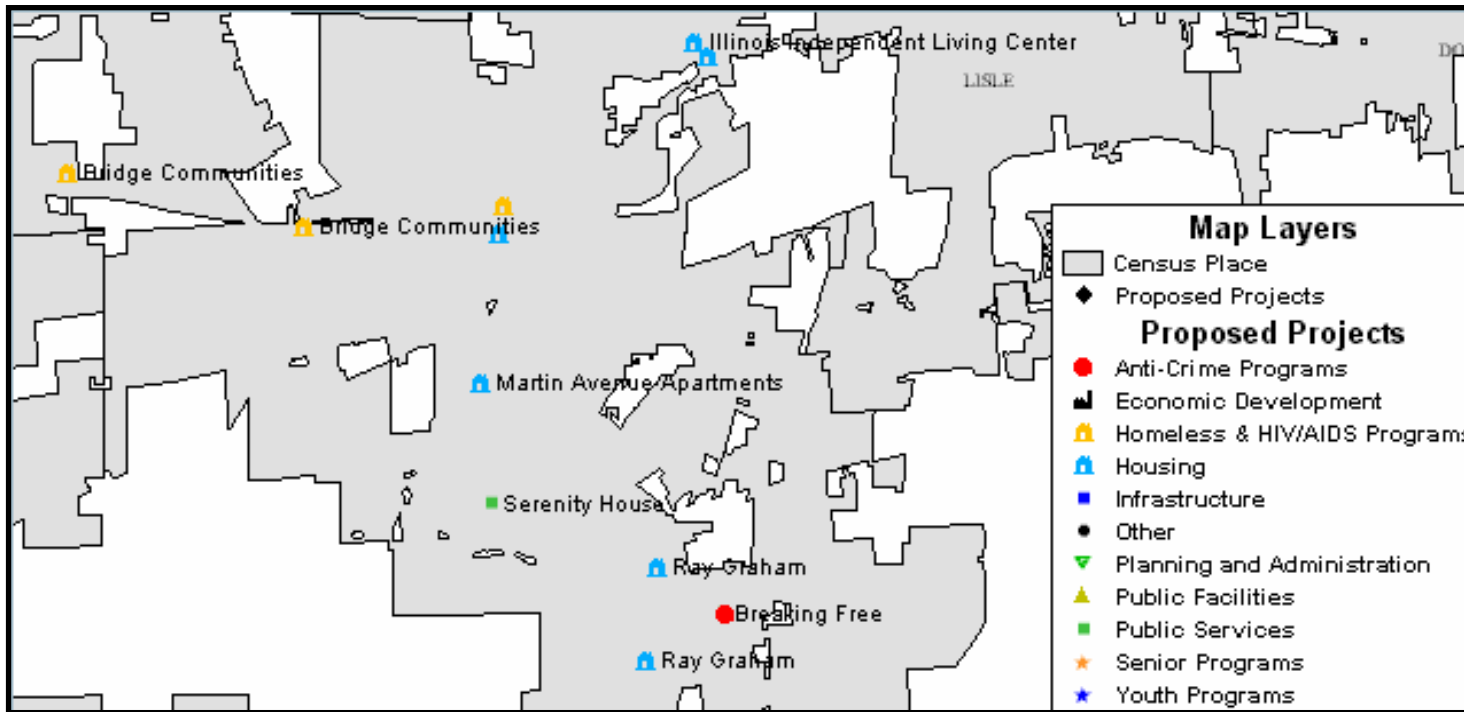 Illinois Independent Living Center
LISLE
DO
Bridge Communities
Bridge Communities
Martin Avenue Apartments
Serenity House
Ray Graham
Breaking Free
Ray Graham
Map Layers
Census Place
Proposed Projects
Proposed Projects
Anti-Crime Programs
Economic Development
Homeless & HIV/AIDS Programs
Housing
Infrastructure
Other
Planning and Administration
Public Facilities
Public Services
Senior Programs
Youth Programs